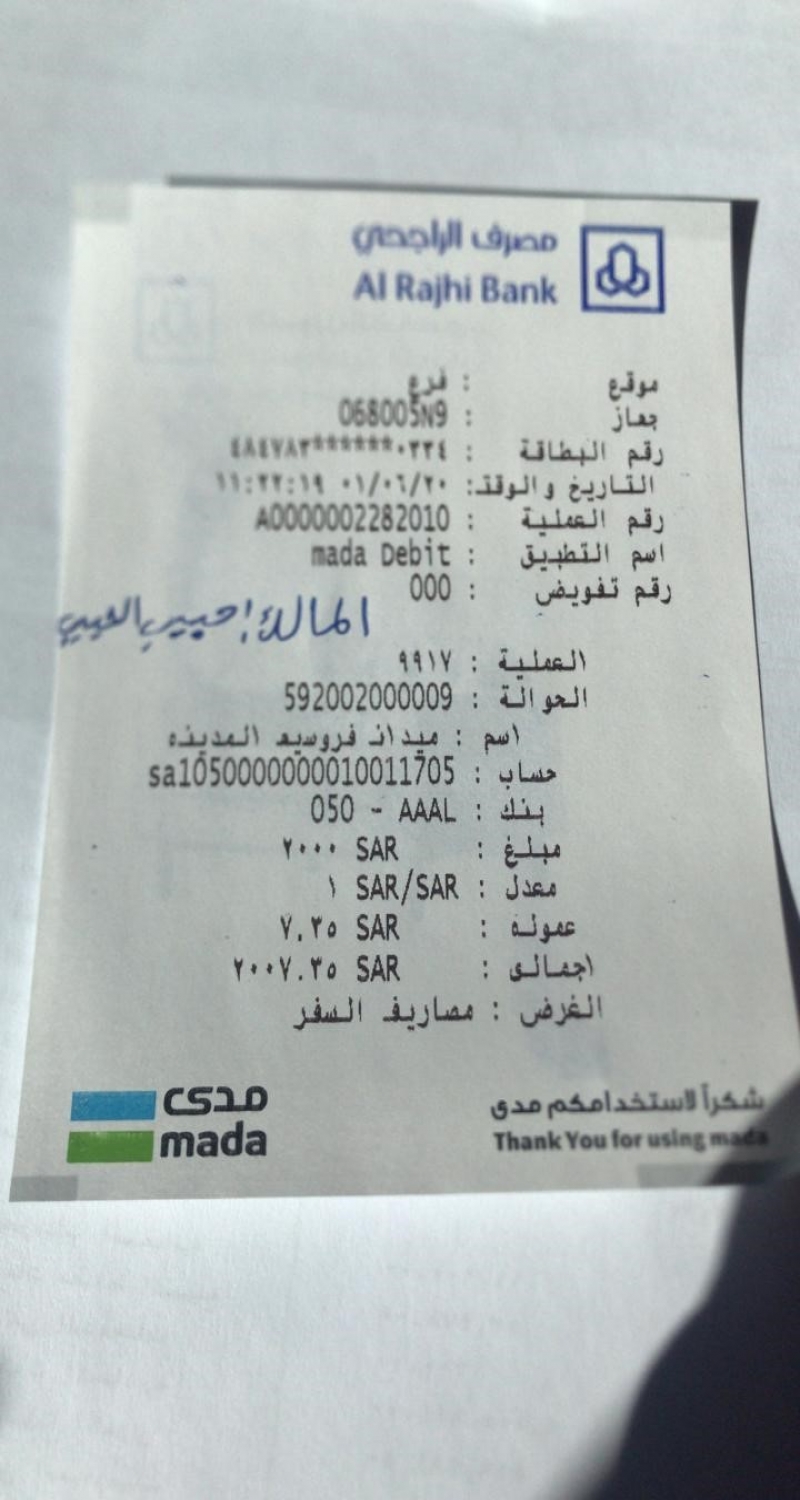 مصرف الراجحي
Al Rajhi Bank
موقع : فرع
جهاز : 068005N9
رقم البطاقة : ٤٨٤٧٨٣******٠٢٢٤
التاريخ والوقت: ٠١/٠٦/٢٠ ١١:٢٢:١٩
رقم العملية : A0000002282010
اسم التطبيق : mada Debit
رقم تفويض : 000
المالك: حبيب
العملية : ٩٩١٧
الحوالة : 592002000009
اسم : ميدان فروسيه المدينه
حساب : sa1050000000010011705
بنك : 050 - AAAL
مبلغ : ٢٠٠٠ SAR
معدل : ١ SAR/SAR
عمولة : ٧.٣٥ SAR
اجمالى : ٢٠٠٧.٣٥ SAR
الغرض : مصاريف السفر
مدى
mada
شكراً لاستخدامكم مدى
Thank You for using mada